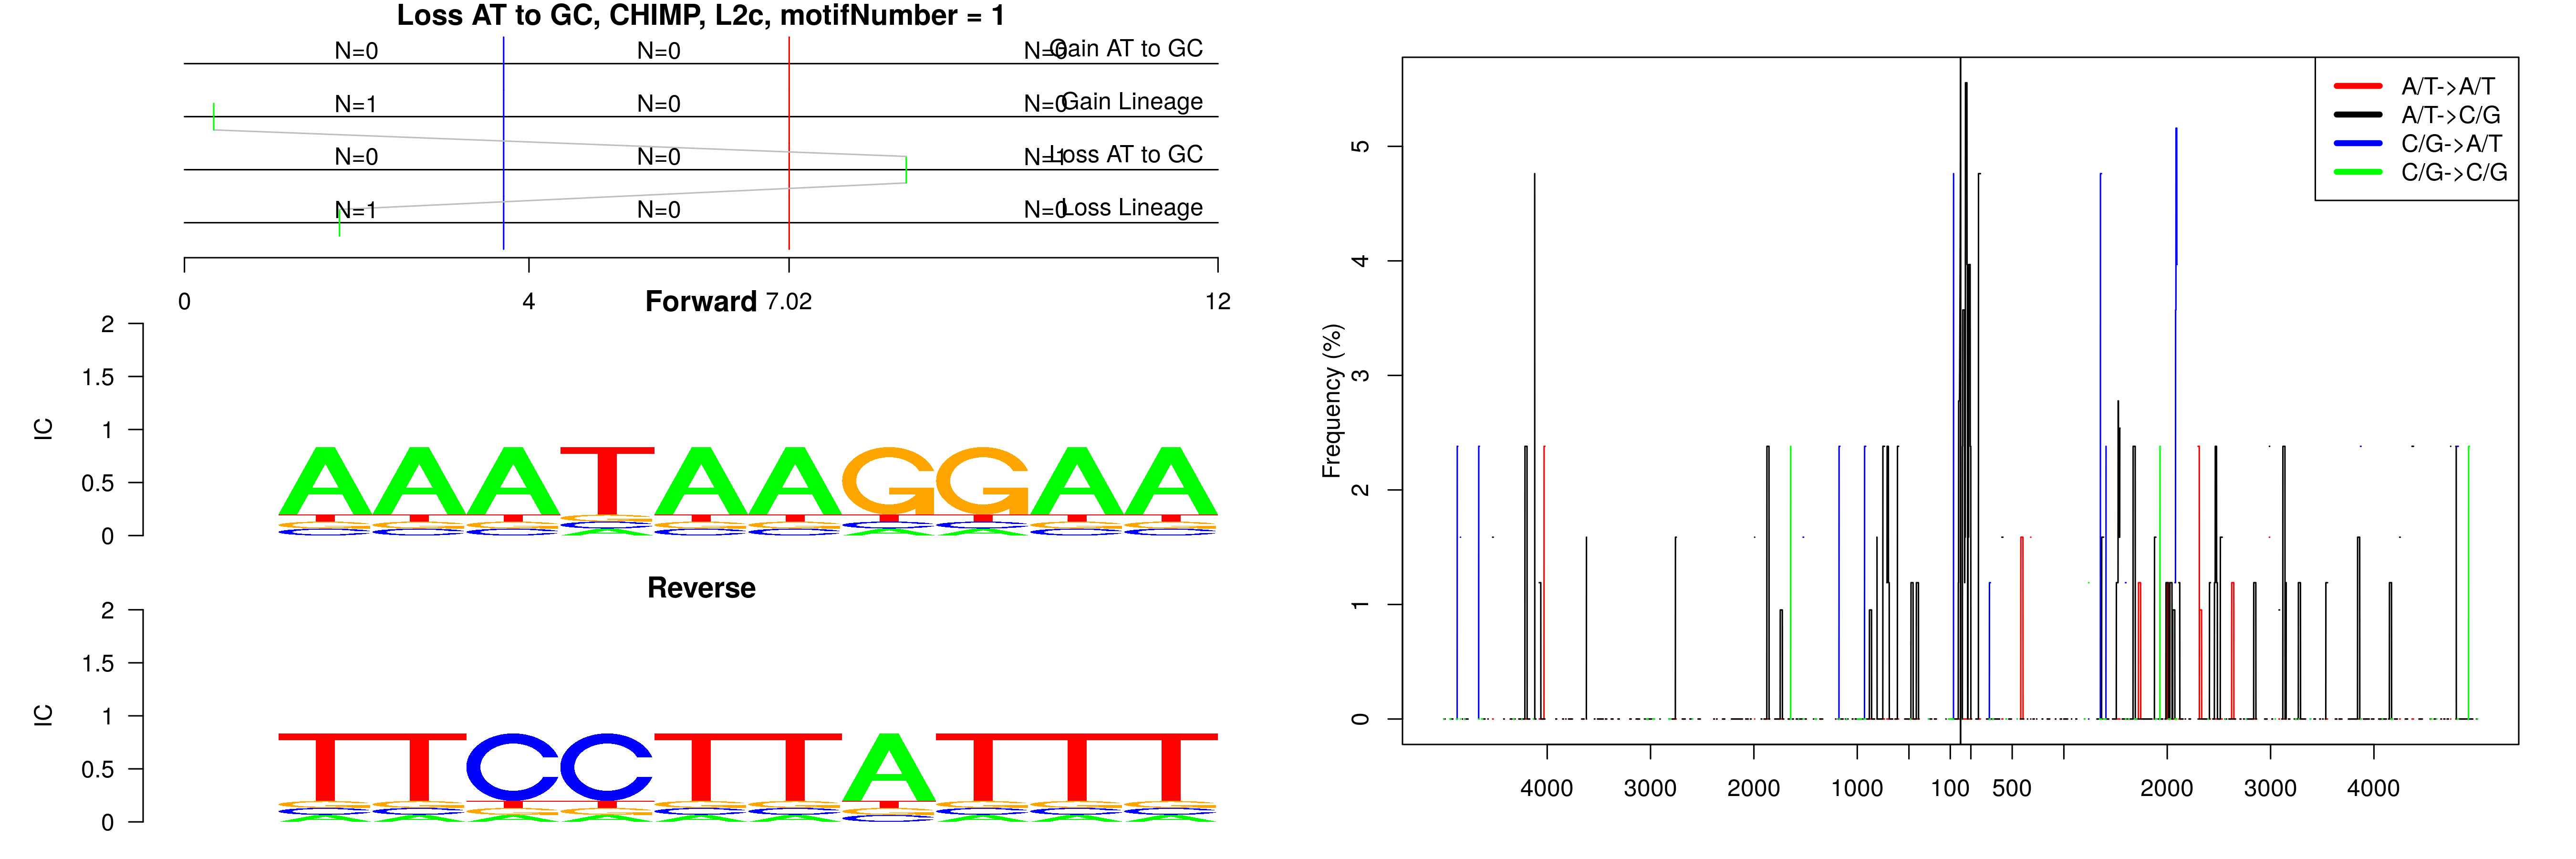 Loss AT to GC, CHIMP, L2c, motifNumber = 1
N=0 N=0 N=0 Gain AT to GC
N=1 N=0 N=0 Gain Lineage
N=0 N=0 N=1 Loss AT to GC
N=1 N=0 N=0 Loss Lineage
0 4 7.02 12
Forward
2
1.5
1
0.5
0
IC
AAATAAGGAA
Reverse
2
1.5
1
0.5
0
IC
TTCCTTATTT
Frequency (%)
5
4
3
2
1
0
4000 3000 2000 1000 100 500 2000 3000 4000
A/T->A/T
A/T->C/G
C/G->A/T
C/G->C/G